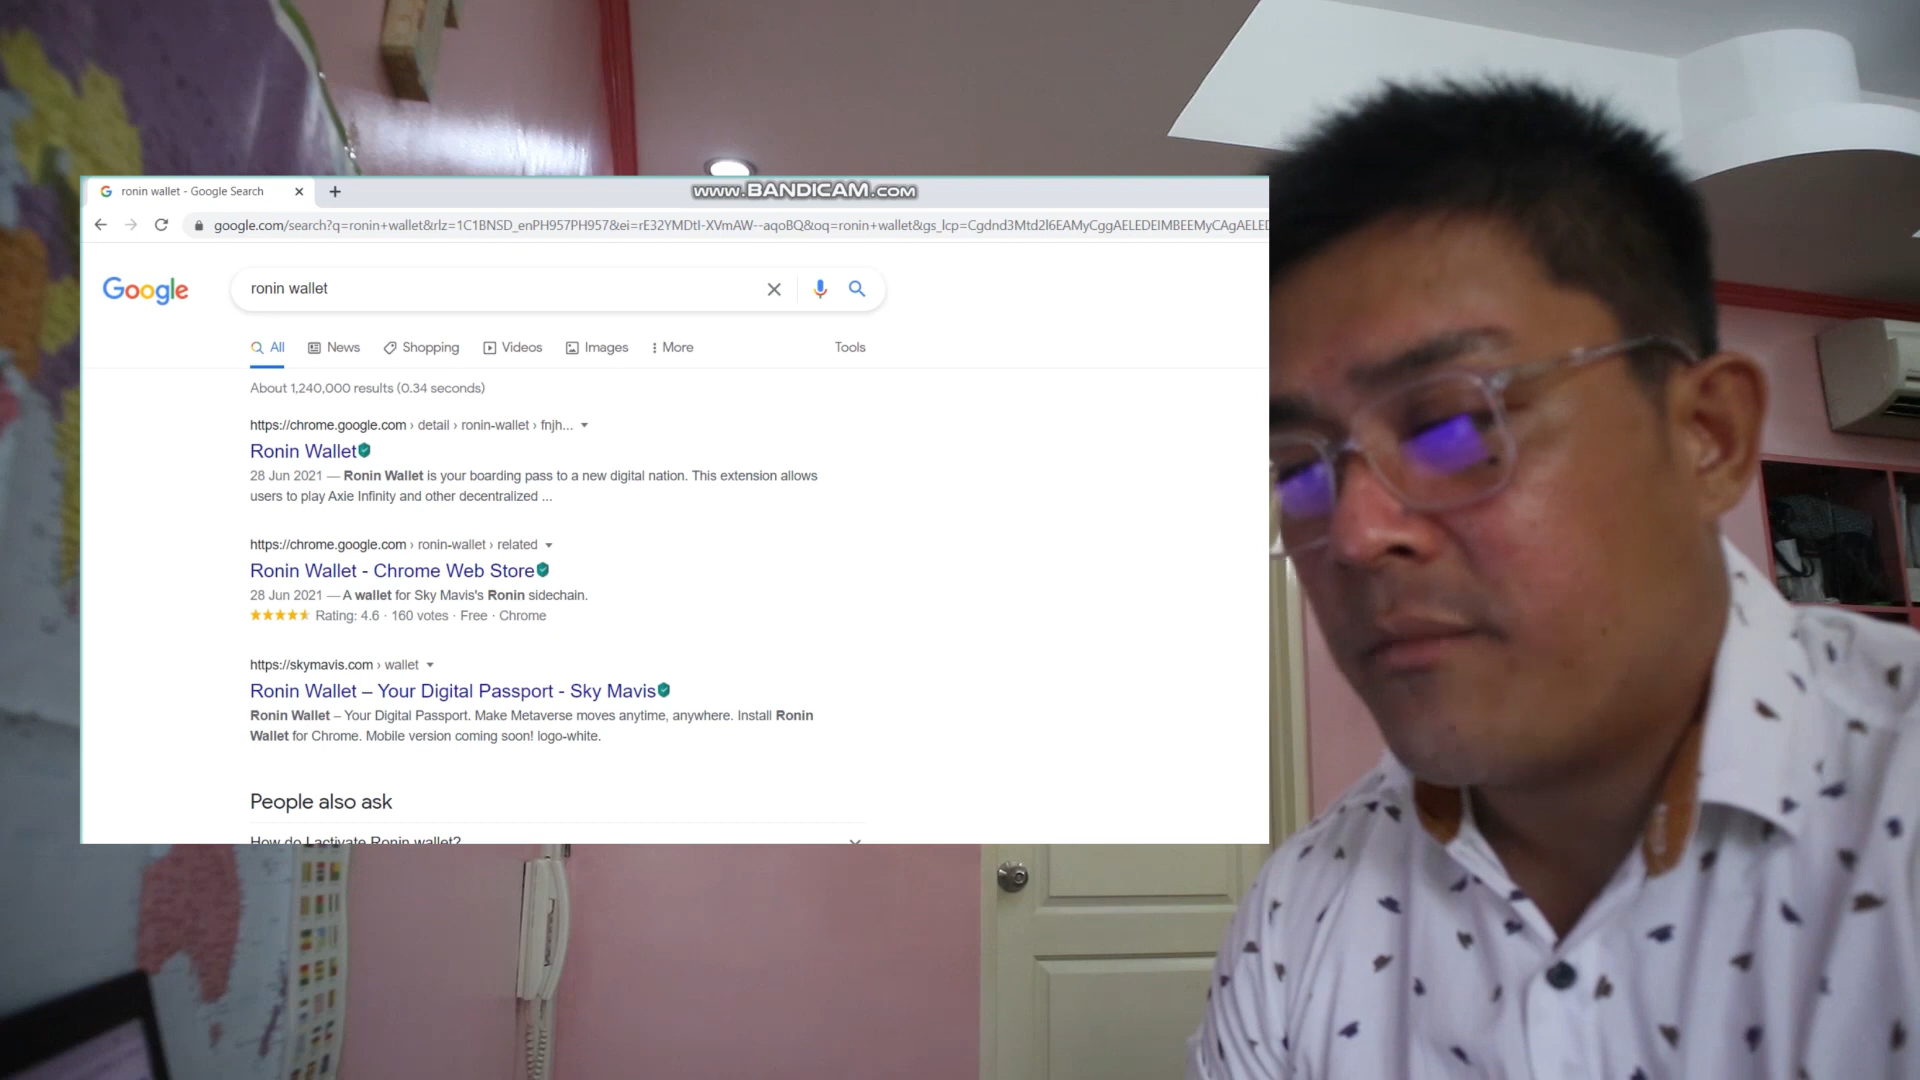 ronin wallet - Google Search
www.BANDICAM.com
google.com/search?q=ronin+wallet&rlz=1C1BNSD_enPH957PH957&ei=rE32YMDtI-XVmAW--aqoBQ&oq=ronin+wallet&gs_lcp=Cgdnd3Mtd2l6EAMyCggAELEDEIMBEEMyCAgAELED
Google
ronin wallet
All
News
Shopping
Videos
Images
More
Tools
About 1,240,000 results (0.34 seconds)
https://chrome.google.com › detail › ronin-wallet › fnjh...
Ronin Wallet
28 Jun 2021 — Ronin Wallet is your boarding pass to a new digital nation. This extension allows
users to play Axie Infinity and other decentralized ...
https://chrome.google.com › ronin-wallet › related
Ronin Wallet - Chrome Web Store
28 Jun 2021 — A wallet for Sky Mavis's Ronin sidechain.
Rating: 4.6 · 160 votes · Free · Chrome
https://skymavis.com › wallet
Ronin Wallet – Your Digital Passport - Sky Mavis
Ronin Wallet – Your Digital Passport. Make Metaverse moves anytime, anywhere. Install Ronin
Wallet for Chrome. Mobile version coming soon! logo-white.
People also ask
How do I activate Ronin wallet?